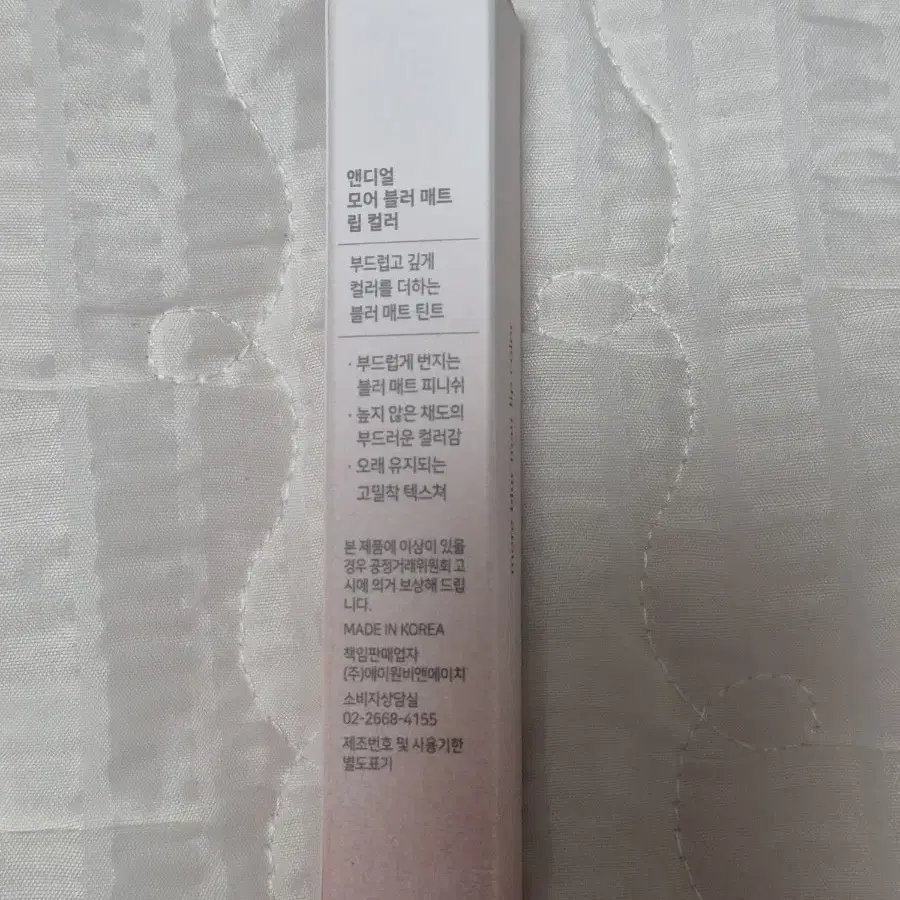 앤디얼
모어 블러 매트
립 컬러
부드럽고 깊게
컬러를 더하는
블러 매트 틴트
· 부드럽게 번지는
블러 매트 피니쉬
· 높지 않은 채도의
부드러운 컬러감
· 오래 유지되는
고밀착 텍스쳐
본 제품에 이상이 있을
경우 공정거래위원회 고
시에 의거 보상해 드립
니다.
MADE IN KOREA
책임판매업자
(주)에이원비앤에이치
소비자상담실
02-2668-4155
제조번호 및 사용기한
별도표기
more blur mat lip color